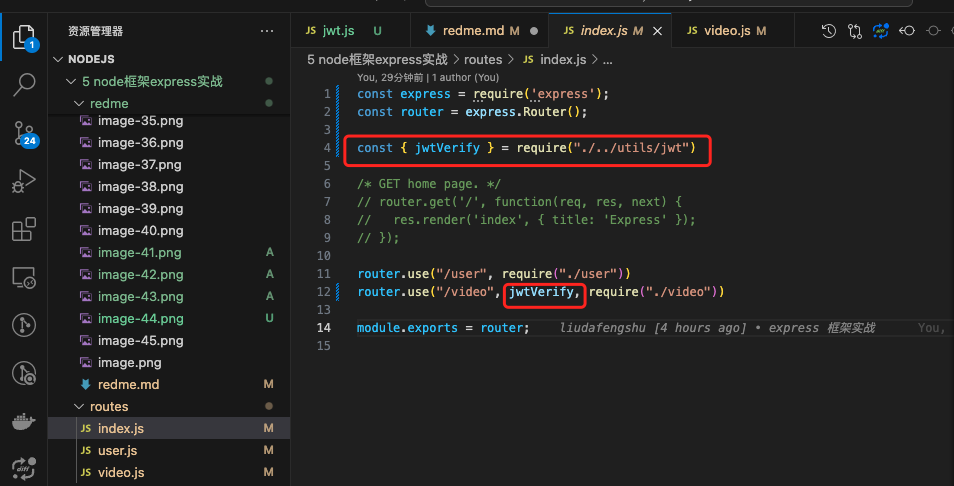 资源管理器
jwt.js U
redme.md M
index.js M
video.js M
NODEJS
5 node框架express实战
redme
image-35.png
image-36.png
image-37.png
image-38.png
image-39.png
image-40.png
image-41.png A
image-42.png A
image-43.png A
image-44.png U
image-45.png
image.png
redme.md M
routes
index.js M
user.js M
video.js M
1
24
5 node框架express实战 > routes > JS index.js > ...
You, 29分钟前 | 1 author (You)
1 const express = require('express');
2 const router = express.Router();
3
4 const { jwtVerify } = require("./../utils/jwt")
5
6 /* GET home page. */
7 // router.get('/', function(req, res, next) {
8 //   res.render('index', { title: 'Express' });
9 // });
10
11 router.use("/user", require("./user"))
12 router.use("/video", jwtVerify, require("./video"))
13
14 module.exports = router;    liudafengshu [4 hours ago] • express 框架实战    You,
15